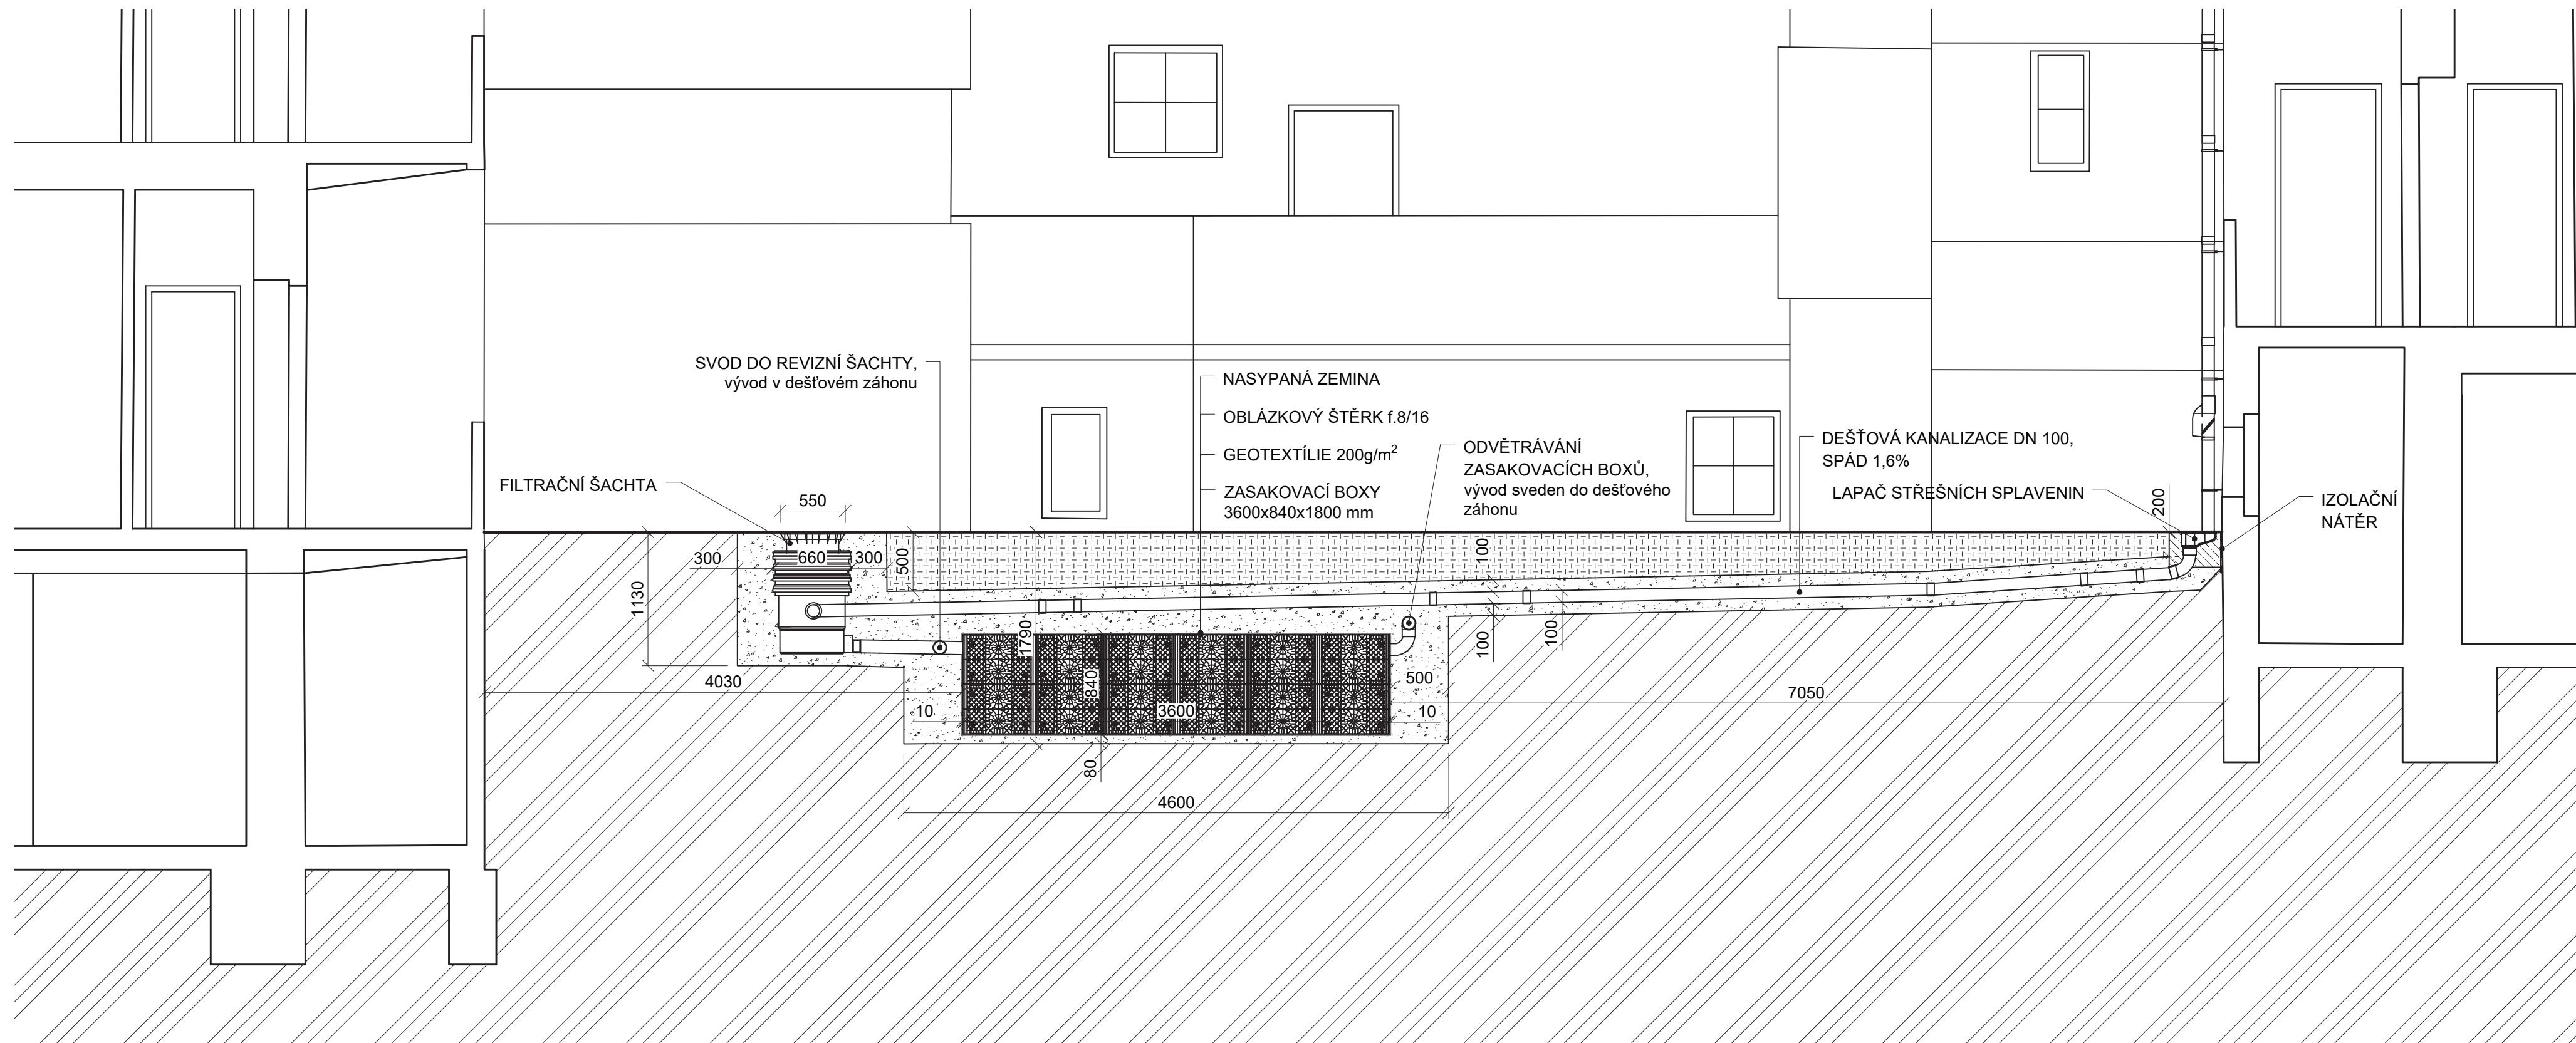 SVOD DO REVIZNÍ ŠACHTY,
vývod v dešťovém záhonu
NASYPANÁ ZEMINA
OBLÁZKOVÝ ŠTĚRK f.8/16
GEOTEXTÍLIE 200g/m²
ZASAKOVACÍ BOXY
3600x840x1800 mm
ODVĚTRÁVÁNÍ
ZASAKOVACÍCH BOXŮ,
vývod sveden do dešťového
záhonu
DEŠŤOVÁ KANALIZACE DN 100,
SPÁD 1,6%
LAPAČ STŘEŠNÍCH SPLAVENIN
IZOLAČNÍ
NÁTĚR
FILTRAČNÍ ŠACHTA
550
200
300
660
300
500
100
1130
1790
100
100
4030
840
500
7050
10
3600
10
80
4600